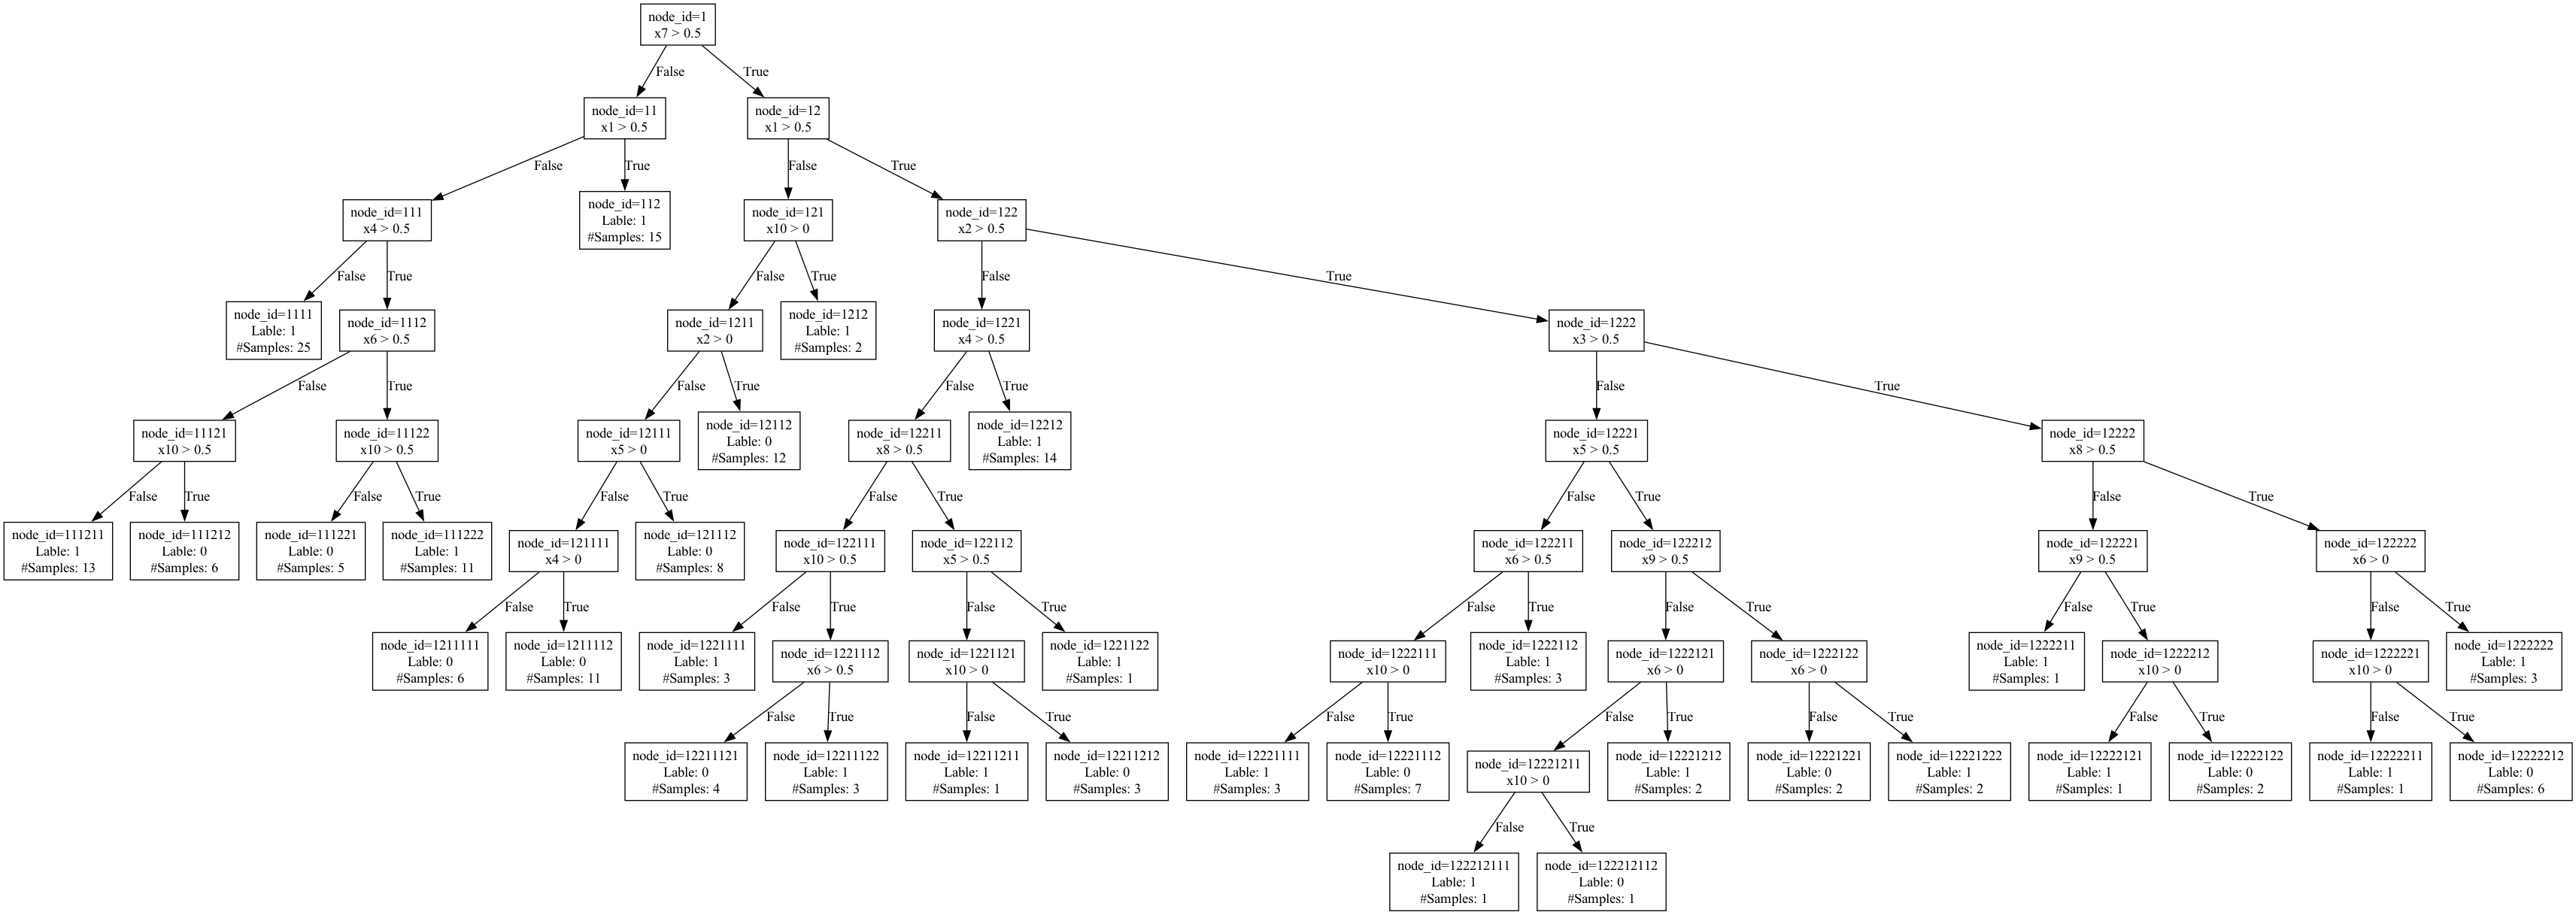 node_id=1
x7 > 0.5
False
True
node_id=11
x1 > 0.5
node_id=12
x1 > 0.5
False
True
False
True
node_id=111
x4 > 0.5
node_id=112
Lable: 1
#Samples: 15
node_id=121
x10 > 0
node_id=122
x2 > 0.5
False
True
False
True
False
True
node_id=1111
Lable: 1
#Samples: 25
node_id=1112
x6 > 0.5
node_id=1211
x2 > 0
node_id=1212
Lable: 1
#Samples: 2
node_id=1221
x4 > 0.5
node_id=1222
x3 > 0.5
False
True
False
True
False
True
False
True
node_id=11121
x10 > 0.5
node_id=11122
x10 > 0.5
node_id=12111
x5 > 0
node_id=12112
Lable: 0
#Samples: 12
node_id=12211
x8 > 0.5
node_id=12212
Lable: 1
#Samples: 14
node_id=12221
x5 > 0.5
node_id=12222
x8 > 0.5
False
True
False
True
False
True
False
True
False
True
False
True
node_id=111211
Lable: 1
#Samples: 13
node_id=111212
Lable: 0
#Samples: 6
node_id=111221
Lable: 0
#Samples: 5
node_id=111222
Lable: 1
#Samples: 11
node_id=121111
x4 > 0
node_id=121112
Lable: 0
#Samples: 8
node_id=122111
x10 > 0.5
node_id=122112
x5 > 0.5
node_id=122211
x6 > 0.5
node_id=122212
x9 > 0.5
node_id=122221
x9 > 0.5
node_id=122222
x6 > 0
False
True
False
True
False
True
False
True
False
True
False
True
False
True
node_id=1211111
Lable: 0
#Samples: 6
node_id=1211112
Lable: 0
#Samples: 11
node_id=1221111
Lable: 1
#Samples: 3
node_id=1221112
x6 > 0.5
node_id=1221121
x10 > 0
node_id=1221122
Lable: 1
#Samples: 1
node_id=1222111
x10 > 0
node_id=1222112
Lable: 1
#Samples: 3
node_id=1222121
x6 > 0
node_id=1222122
x6 > 0
node_id=1222211
Lable: 1
#Samples: 1
node_id=1222212
x10 > 0
node_id=1222221
x10 > 0
node_id=1222222
Lable: 1
#Samples: 3
False
True
False
True
False
True
False
True
False
True
False
True
False
True
node_id=12211121
Lable: 0
#Samples: 4
node_id=12211122
Lable: 1
#Samples: 3
node_id=12211211
Lable: 1
#Samples: 1
node_id=12211212
Lable: 0
#Samples: 3
node_id=12221111
Lable: 1
#Samples: 3
node_id=12221112
Lable: 0
#Samples: 7
node_id=12221211
x10 > 0
node_id=12221212
Lable: 1
#Samples: 2
node_id=12221221
Lable: 0
#Samples: 2
node_id=12221222
Lable: 1
#Samples: 2
node_id=12222121
Lable: 1
#Samples: 1
node_id=12222122
Lable: 0
#Samples: 2
node_id=12222211
Lable: 1
#Samples: 1
node_id=12222212
Lable: 0
#Samples: 6
False
True
node_id=122212111
Lable: 1
#Samples: 1
node_id=122212112
Lable: 0
#Samples: 1